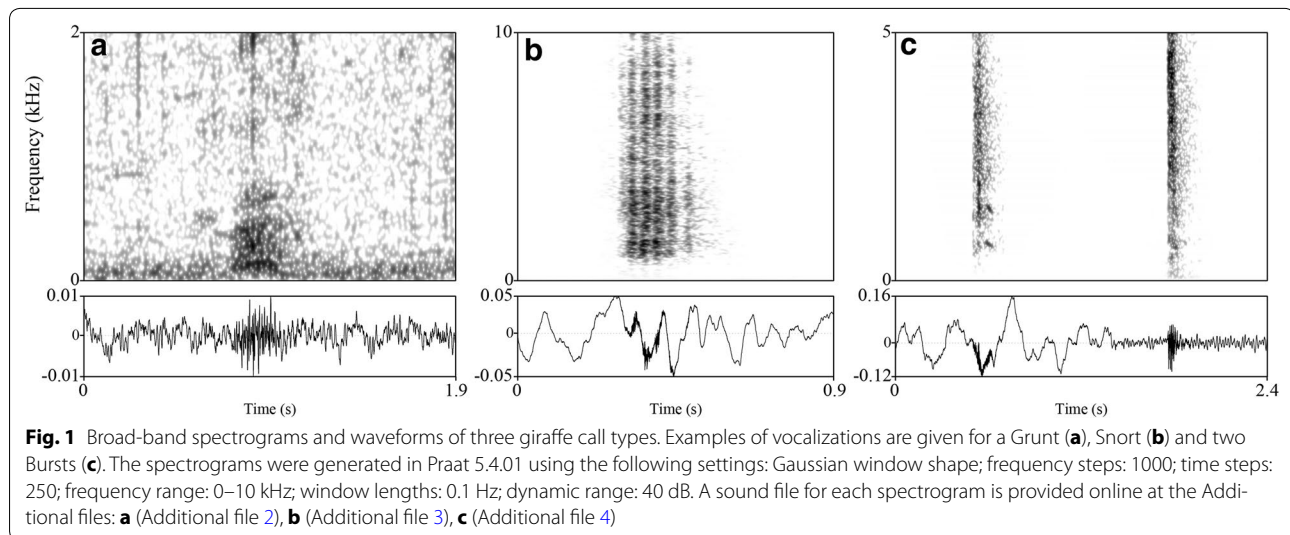 2 a 10 b 5 c
Frequency (kHz)
0 0 0
0.01 0.05 0.16
0 0 0
-0.01 -0.05 -0.12
0 1.9 0 0.9 0 2.4
Time (s) Time (s) Time (s)
Fig. 1 Broad-band spectrograms and waveforms of three giraffe call types. Examples of vocalizations are given for a Grunt (a), Snort (b) and two
Bursts (c). The spectrograms were generated in Praat 5.4.01 using the following settings: Gaussian window shape; frequency steps: 1000; time steps:
250; frequency range: 0–10 kHz; window lengths: 0.1 Hz; dynamic range: 40 dB. A sound file for each spectrogram is provided online at the Addi-
tional files: a (Additional file 2), b (Additional file 3), c (Additional file 4)